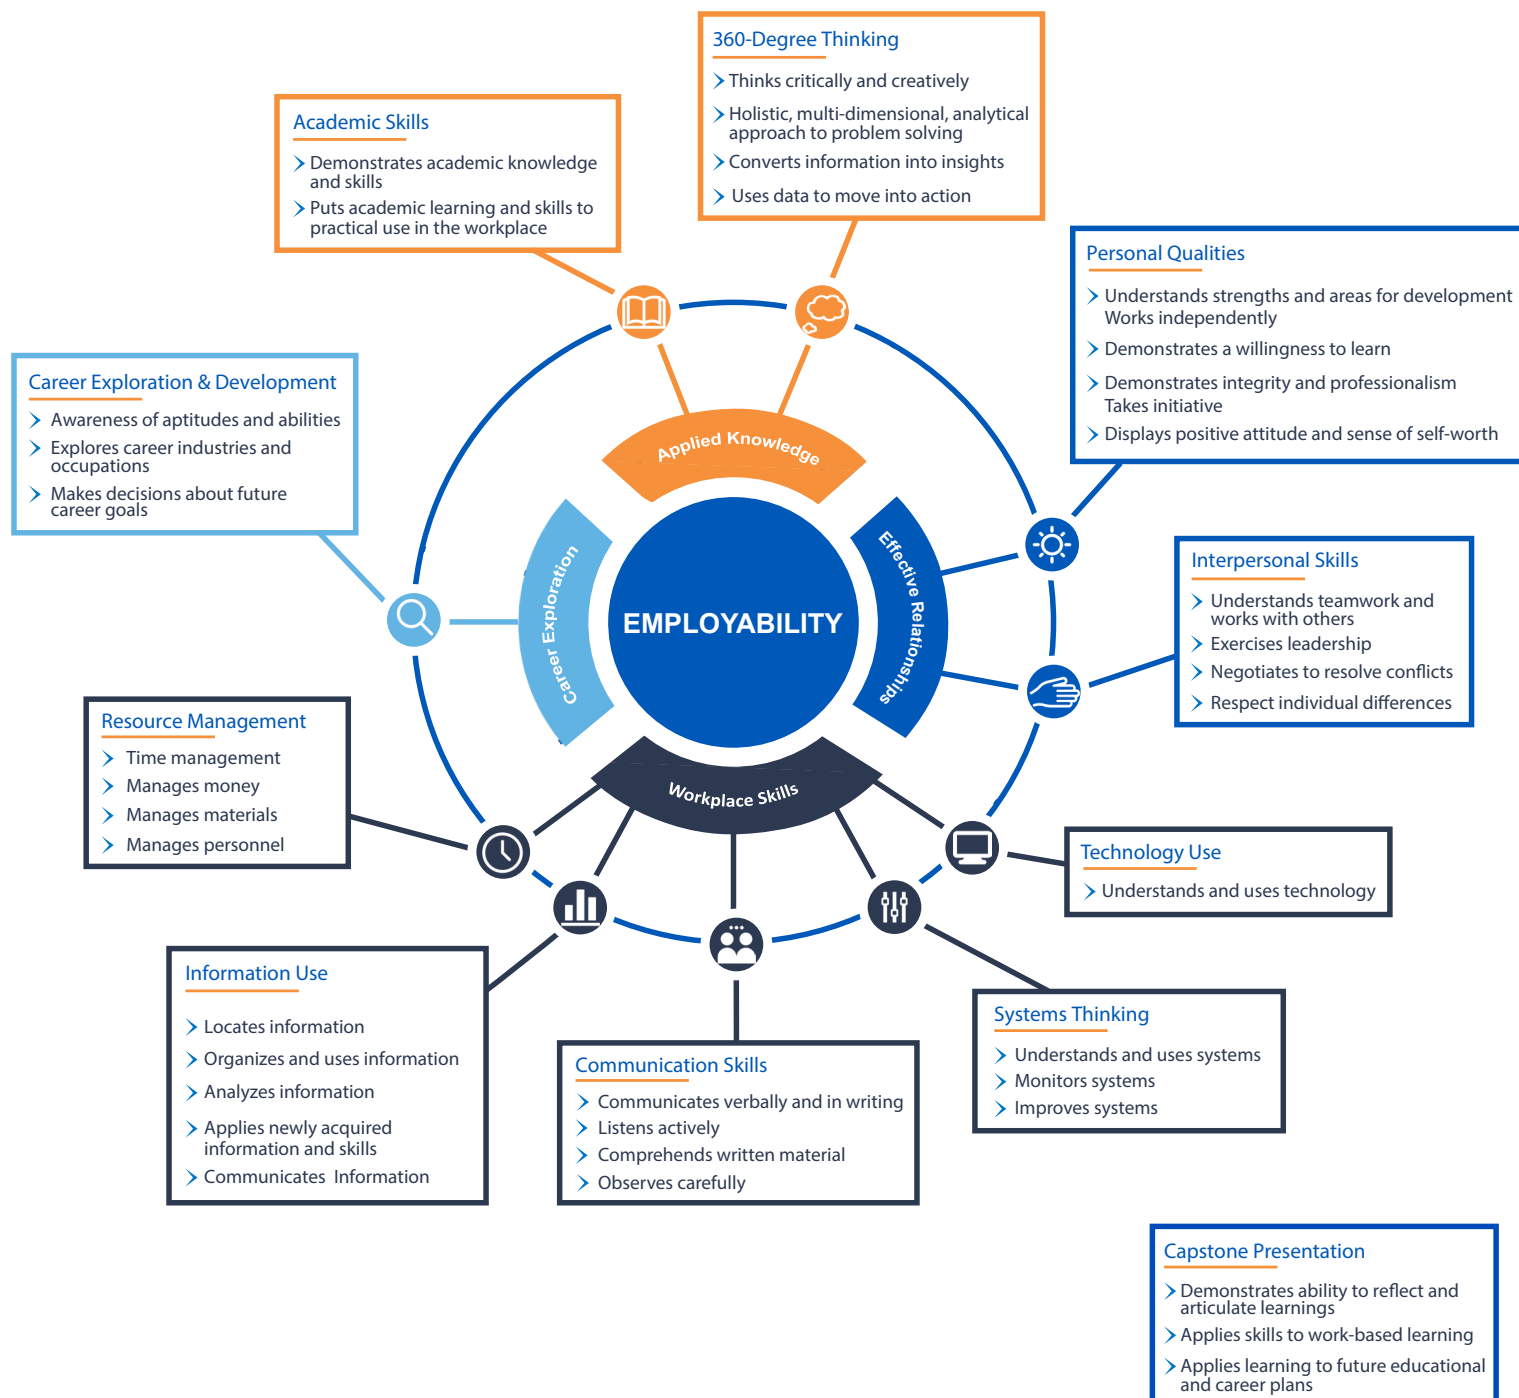 360-Degree Thinking
Thinks critically and creatively
Holistic, multi-dimensional, analytical
approach to problem solving
Converts information into insights
Uses data to move into action
Academic Skills
Demonstrates academic knowledge
and skills
Puts academic learning and skills to
practical use in the workplace
Personal Qualities
Understands strengths and areas for development
Works independently
Demonstrates a willingness to learn
Demonstrates integrity and professionalism
Takes initiative
Displays positive attitude and sense of self-worth
Career Exploration & Development
Awareness of aptitudes and abilities
Explores career industries and
occupations
Makes decisions about future
career goals
Applied Knowledge
Career Exploration
EMPLOYABILITY
Effective Relationships
Workplace Skills
Interpersonal Skills
Understands teamwork and
works with others
Exercises leadership
Negotiates to resolve conflicts
Respect individual differences
Resource Management
Time management
Manages money
Manages materials
Manages personnel
Technology Use
Understands and uses technology
Information Use
Locates information
Organizes and uses information
Analyzes information
Applies newly acquired
information and skills
Communicates Information
Communication Skills
Communicates verbally and in writing
Listens actively
Comprehends written material
Observes carefully
Systems Thinking
Understands and uses systems
Monitors systems
Improves systems
Capstone Presentation
Demonstrates ability to reflect and
articulate learnings
Applies skills to work-based learning
Applies learning to future educational
and career plans